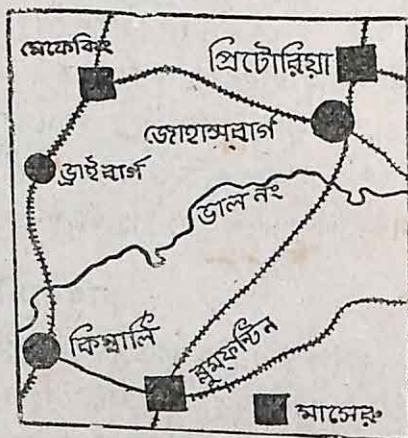 মেফেকিং
প্রিটোরিয়া
জোহান্সবার্গ
ভ্রাইবার্গ
ভাল নং
কিম্বার্লি
ব্লুমফন্টিন
মাসেরু